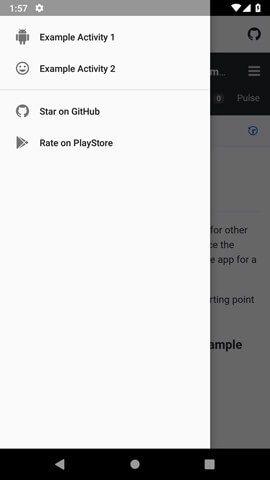 1:57
Example Activity 1
Example Activity 2
Star on GitHub
Rate on PlayStore
m...
0 Pulse
for other
ce the
e app for a
rting point
ample